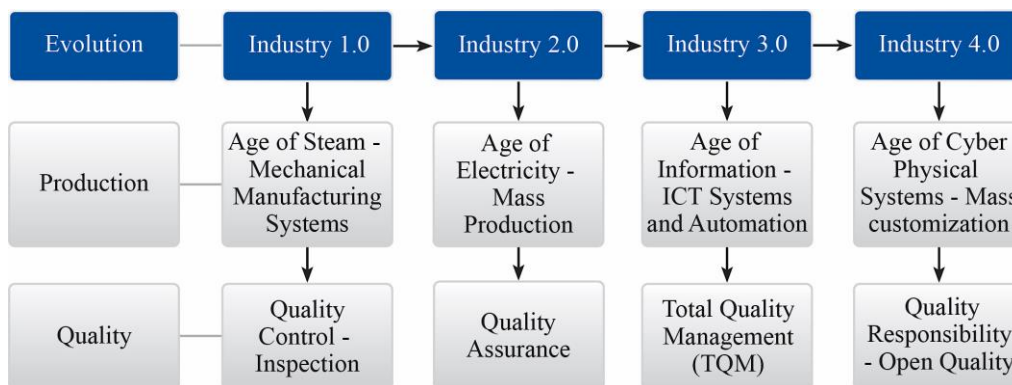 Evolution
Industry 1.0
Industry 2.0
Industry 3.0
Industry 4.0
Production
Age of Steam -
Mechanical
Manufacturing
Systems
Age of
Electricity -
Mass
Production
Age of
Information -
ICT Systems
and Automation
Age of Cyber
Physical
Systems - Mass
customization
Quality
Quality
Control -
Inspection
Quality
Assurance
Total Quality
Management
(TQM)
Quality
Responsibility
- Open Quality